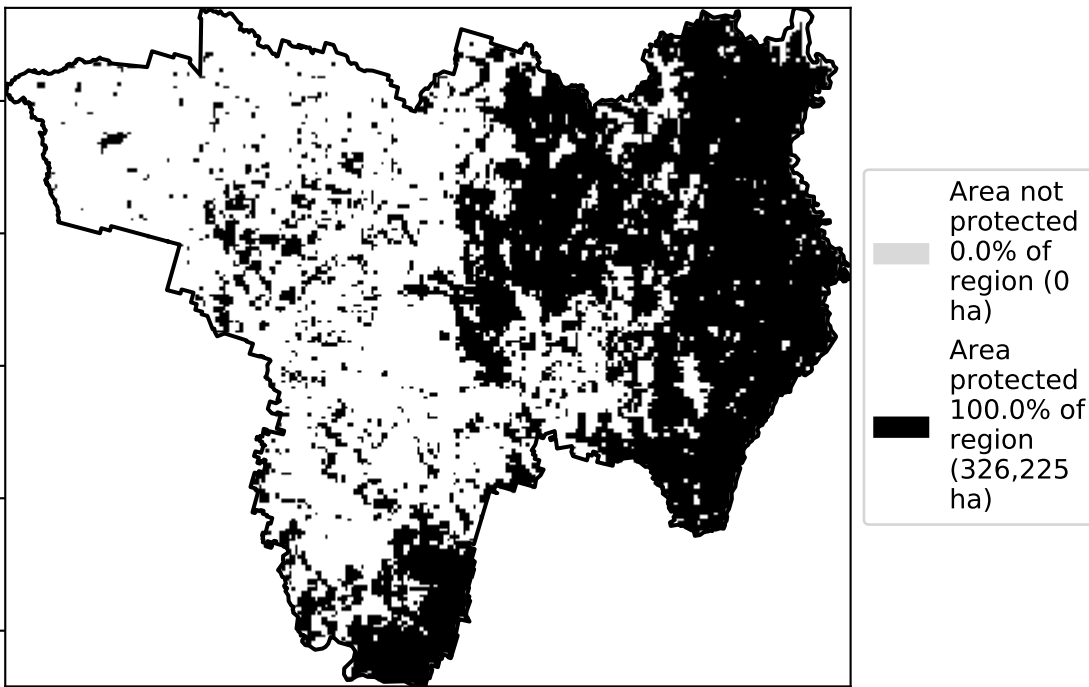 Area not
protected
0.0% of
region (0
ha)
Area
protected
100.0% of
region
(326,225
ha)